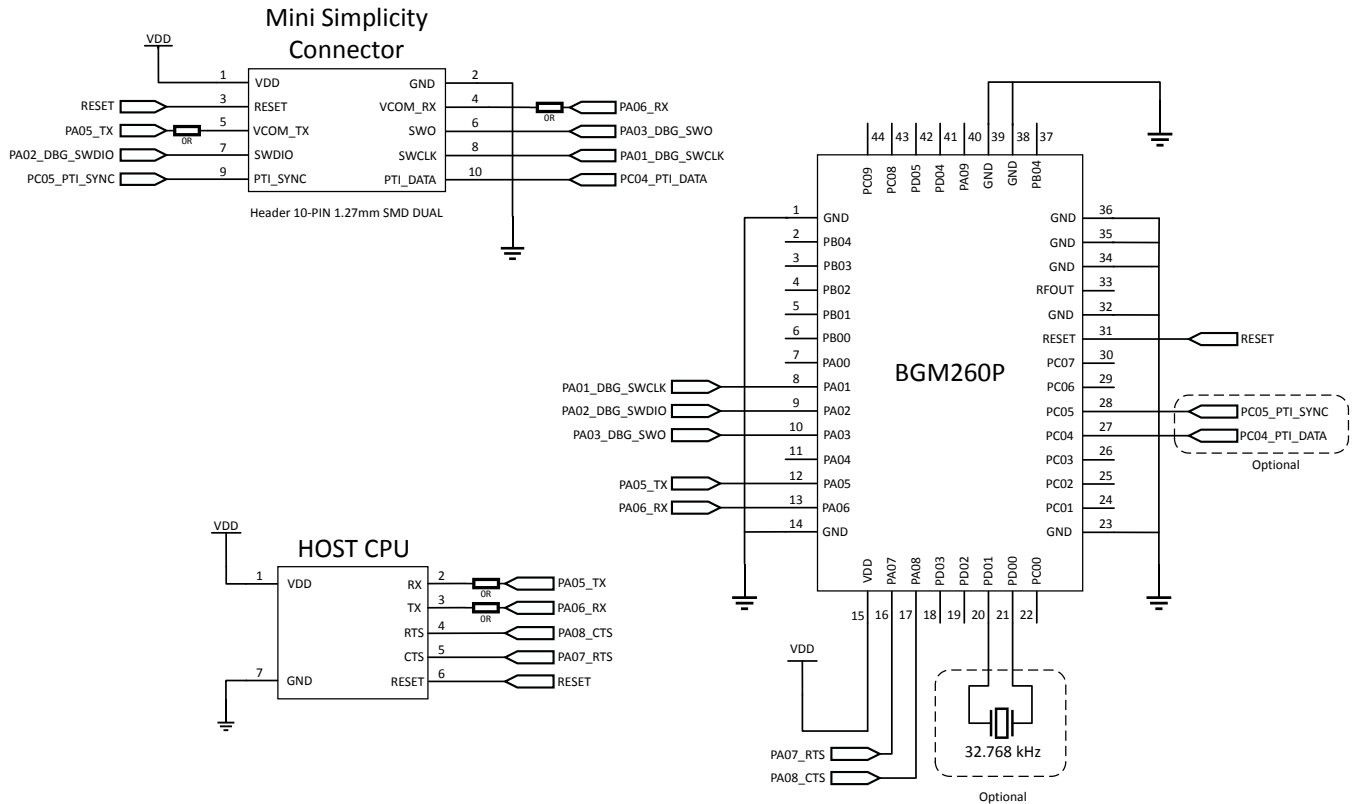 Mini Simplicity
Connector
VDD
1
VDD
GND
2
RESET
3
RESET
VCOM_RX
4
0R
PA06_RX
PA05_TX
0R
5
VCOM_TX
SWO
6
PA03_DBG_SWO
PA02_DBG_SWDIO
7
SWDIO
SWCLK
8
PA01_DBG_SWCLK
PC05_PTI_SYNC
9
PTI_SYNC
PTI_DATA
10
PC04_PTI_DATA
Header 10-PIN 1.27mm SMD DUAL
HOST CPU
VDD
1
VDD
RX
2
0R
PA05_TX
TX
3
0R
PA06_RX
RTS
4
PA08_CTS
CTS
5
PA07_RTS
7
GND
RESET
6
RESET
BGM260P
44
43
42
41
40
39
38
37
PC09
PC08
PD05
PD04
PA09
GND
GND
PB04
1
GND
2
PB04
3
PB03
4
PB02
5
PB01
6
PB00
7
PA00
PA01_DBG_SWCLK
8
PA01
PA02_DBG_SWDIO
9
PA02
PA03_DBG_SWO
10
PA03
11
PA04
PA05_TX
12
PA05
PA06_RX
13
PA06
14
GND
GND
36
GND
35
GND
34
RFOUT
33
GND
32
RESET
31
RESET
PC07
30
PC06
29
PC05
28
PC05_PTI_SYNC
PC04
27
PC04_PTI_DATA
Optional
PC03
26
PC02
25
PC01
24
GND
23
VDD
PA07
PA08
PD03
PD02
PD01
PD00
PC00
15
16
17
18
19
20
21
22
VDD
PA07_RTS
PA08_CTS
32.768 kHz
Optional